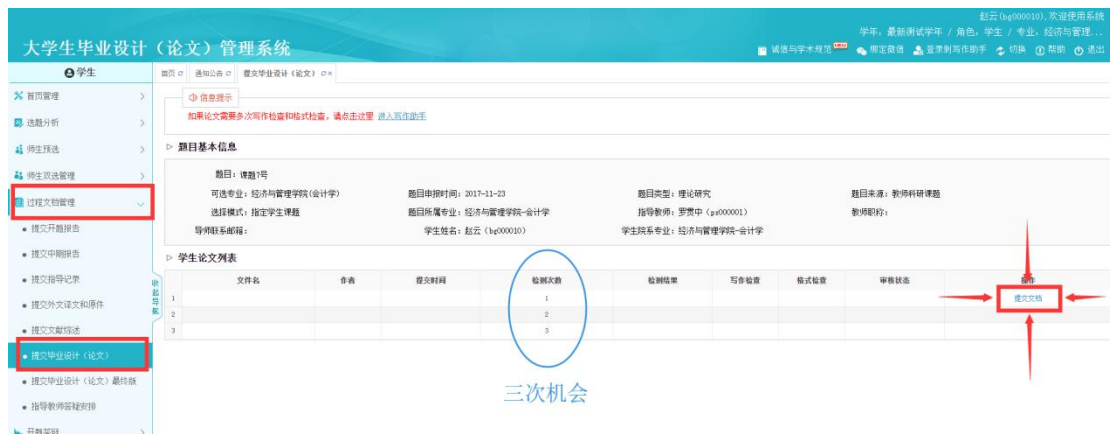 赵云(bg000010),欢迎使用系统
学年：最新测试学年 / 角色：学生 / 专业：经济与管理...
大学生毕业设计（论文）管理系统
诚信与学术规范 绑定微信 登录到写作助手 切换 帮助 退出
学生
首页 通知公告 提交毕业设计（论文）
首页管理
选题分析
师生预选
师生双选管理
过程文档管理
提交开题报告
提交中期报告
提交指导记录
提交外文译文和原件
提交文献综述
提交毕业设计（论文）
提交毕业设计（论文）最终版
指导教师答疑安排
开题答辩
收起导航
信息提示
如果论文需要多次写作检查和格式检查，请点击这里 进入写作助手
题目基本信息
题目：课题7号
可选专业：经济与管理学院(会计学) 题目申报时间：2017-11-23 题目类型：理论研究 题目来源：教师科研课题
选择模式：指定学生课题 题目所属专业：经济与管理学院-会计学 指导教师：罗贯中（ps000001） 教师职称：
导师联系邮箱： 学生姓名：赵云（bg000010） 学生院系专业：经济与管理学院-会计学
学生论文列表
文件名 作者 提交时间 检测次数 检测结果 写作检查 格式检查 审核状态 操作
1 1 提交文档
2 2
3 3
三次机会